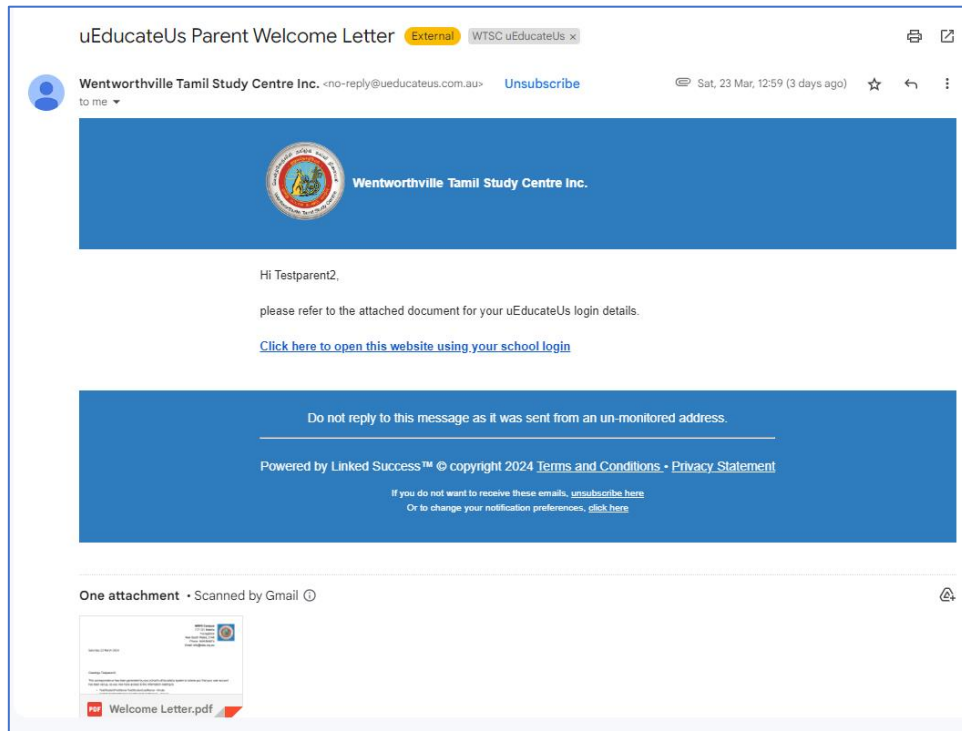 uEducateUs Parent Welcome Letter External WTSC uEducateUs ×
Wentworthville Tamil Study Centre Inc. <no-reply@ueducateus.com.au> Unsubscribe Sat, 23 Mar, 12:59 (3 days ago)
to me
Wentworthville Tamil Study Centre Inc.
Hi Testparent2,
please refer to the attached document for your uEducateUs login details.
Click here to open this website using your school login
Do not reply to this message as it was sent from an un-monitored address.
Powered by Linked Success™ © copyright 2024 Terms and Conditions • Privacy Statement
If you do not want to receive these emails, unsubscribe here
Or to change your notification preferences, click here
One attachment • Scanned by Gmail
PDF Welcome Letter.pdf